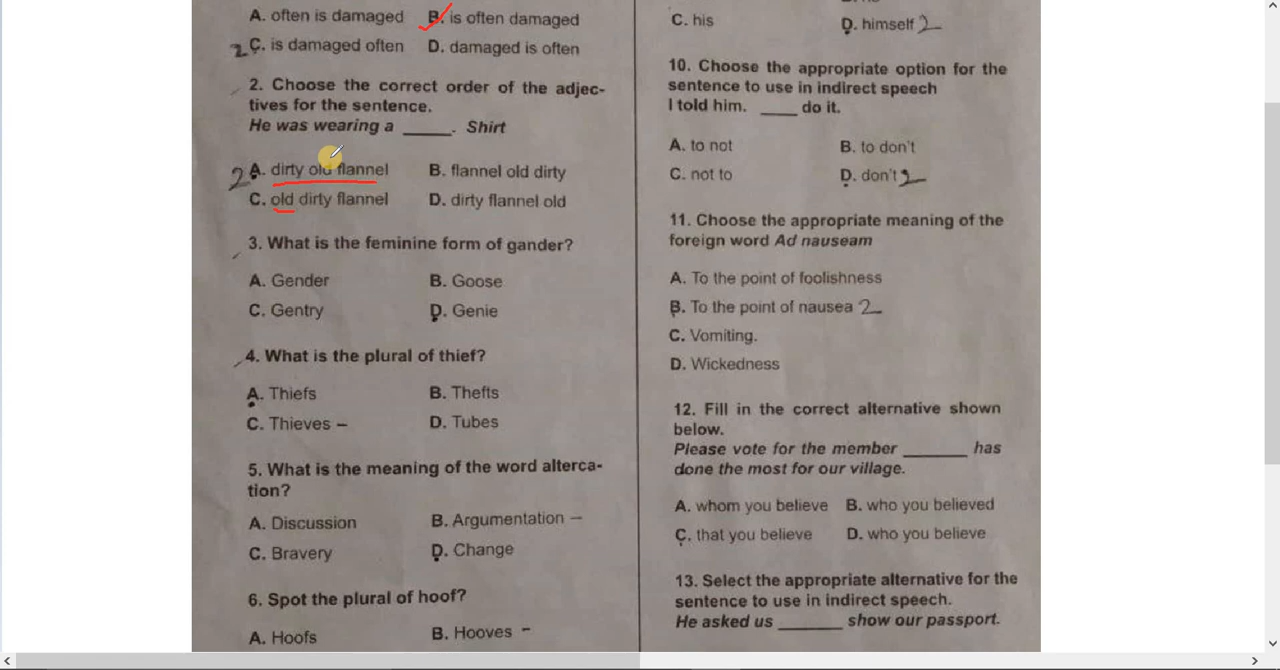 A. often is damaged B. is often damaged
2 C. is damaged often D. damaged is often
2. Choose the correct order of the adjec-
tives for the sentence.
He was wearing a _____. Shirt
2 A. dirty old flannel B. flannel old dirty
C. old dirty flannel D. dirty flannel old
3. What is the feminine form of gander?
A. Gender B. Goose
C. Gentry D. Genie
4. What is the plural of thief?
A. Thiefs B. Thefts
C. Thieves – D. Tubes
5. What is the meaning of the word alterca-
tion?
A. Discussion B. Argumentation –
C. Bravery D. Change
6. Spot the plural of hoof?
A. Hoofs B. Hooves -
C. his D. himself 2
10. Choose the appropriate option for the
sentence to use in indirect speech
I told him. ____ do it.
A. to not B. to don't
C. not to D. don't 2
11. Choose the appropriate meaning of the
foreign word Ad nauseam
A. To the point of foolishness
B. To the point of nausea 2
C. Vomiting.
D. Wickedness
12. Fill in the correct alternative shown
below.
Please vote for the member ______ has
done the most for our village.
A. whom you believe B. who you believed
C. that you believe D. who you believe
13. Select the appropriate alternative for the
sentence to use in indirect speech.
He asked us ______ show our passport.